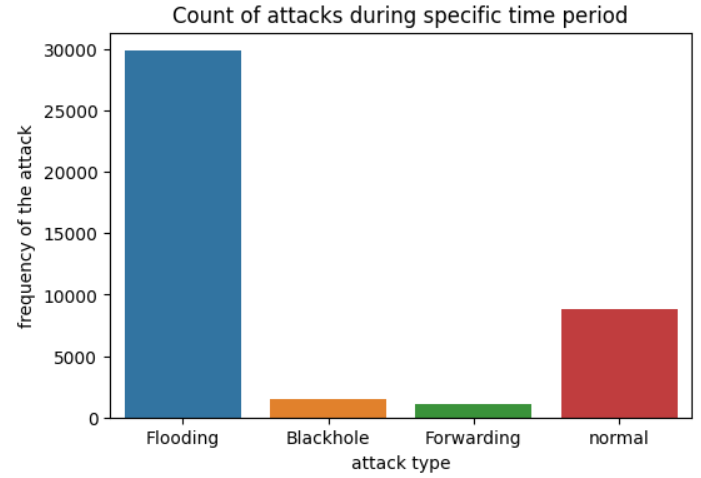 Count of attacks during specific time period
frequency of the attack
30000
25000
20000
15000
10000
5000
0
Flooding Blackhole Forwarding normal
attack type